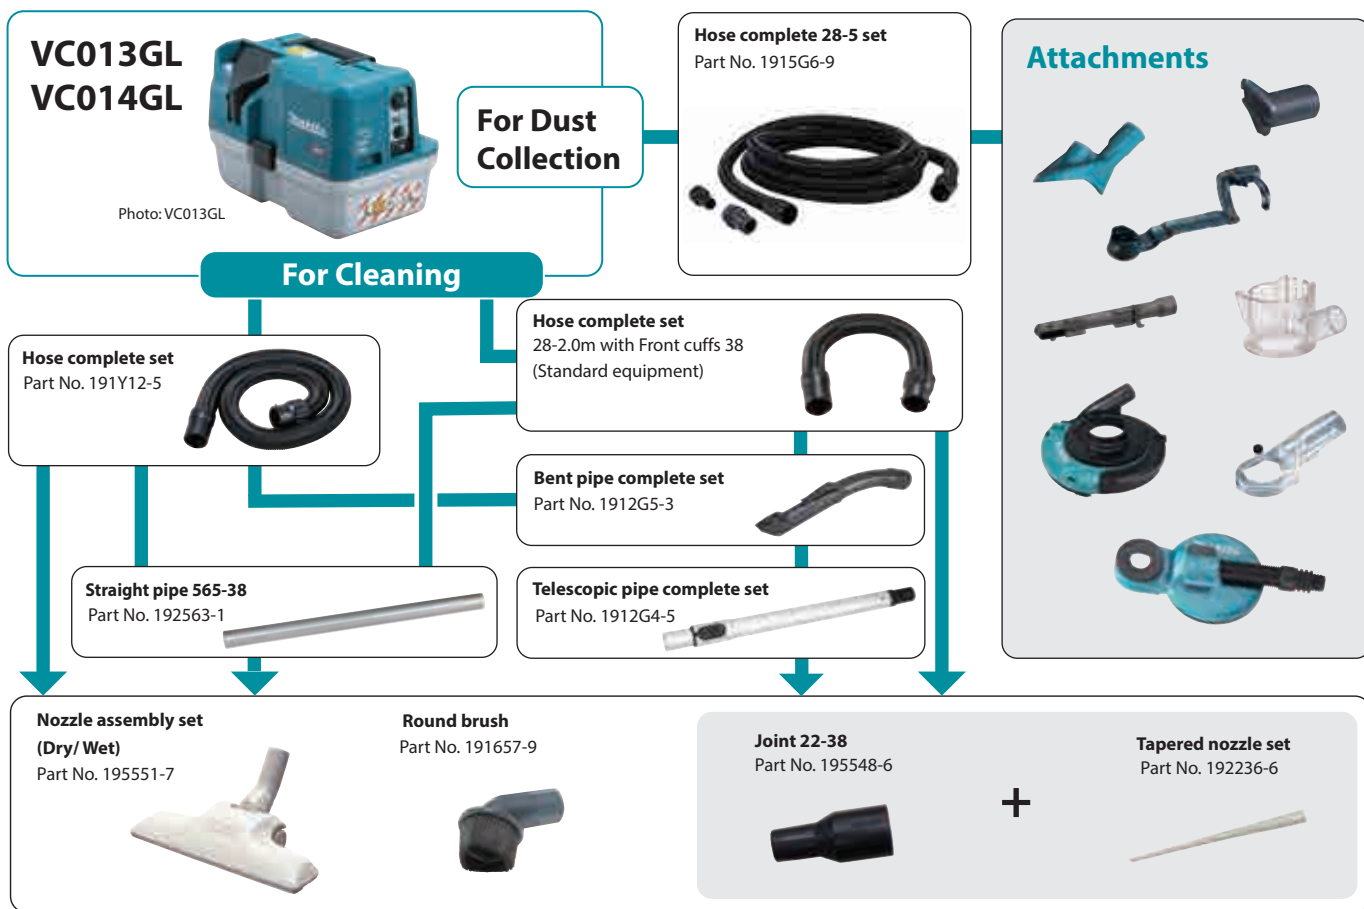 VC013GL
VC014GL
Photo: VC013GL
For Dust
Collection
Hose complete 28-5 set
Part No. 1915G6-9
Attachments
For Cleaning
Hose complete set
Part No. 191Y12-5
Hose complete set
28-2.0m with Front cuffs 38
(Standard equipment)
Bent pipe complete set
Part No. 1912G5-3
Straight pipe 565-38
Part No. 192563-1
Telescopic pipe complete set
Part No. 1912G4-5
Nozzle assembly set
(Dry/ Wet)
Part No. 195551-7
Round brush
Part No. 191657-9
Joint 22-38
Part No. 195548-6
+
Tapered nozzle set
Part No. 192236-6